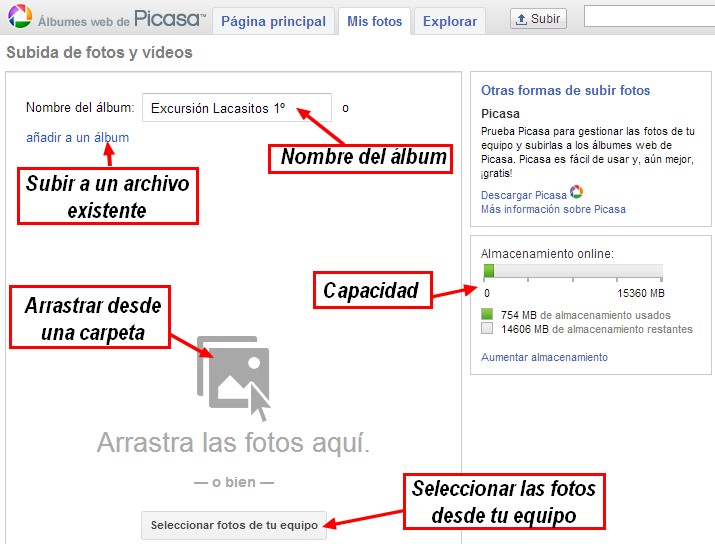 Álbumes web de Picasa™ Página principal Mis fotos Explorar Subir
Subida de fotos y vídeos
Nombre del álbum: Excursión Lacasitos 1º o
añadir a un álbum
Nombre del álbum
Subir a un archivo
existente
Arrastrar desde
una carpeta
Arrastra las fotos aquí.
— o bien —
Seleccionar fotos de tu equipo
Seleccionar las fotos
desde tu equipo
Otras formas de subir fotos
Picasa
Prueba Picasa para gestionar las fotos de tu
equipo y subirlas a los álbumes web de
Picasa. Picasa es fácil de usar y, aún mejor,
¡gratis!
Descargar Picasa
Más información sobre Picasa
Capacidad
Almacenamiento online:
0 15360 MB
754 MB de almacenamiento usados
14606 MB de almacenamiento restantes
Aumentar almacenamiento